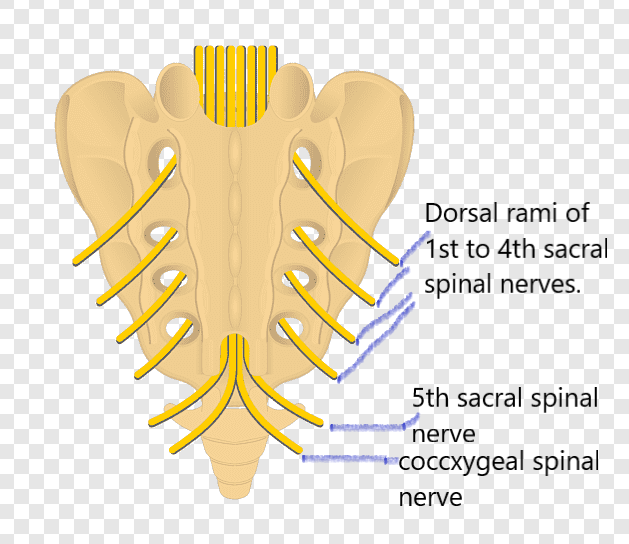 Dorsal rami of
1st to 4th sacral
spinal nerves.
5th sacral spinal
nerve
coccxygeal spinal
nerve